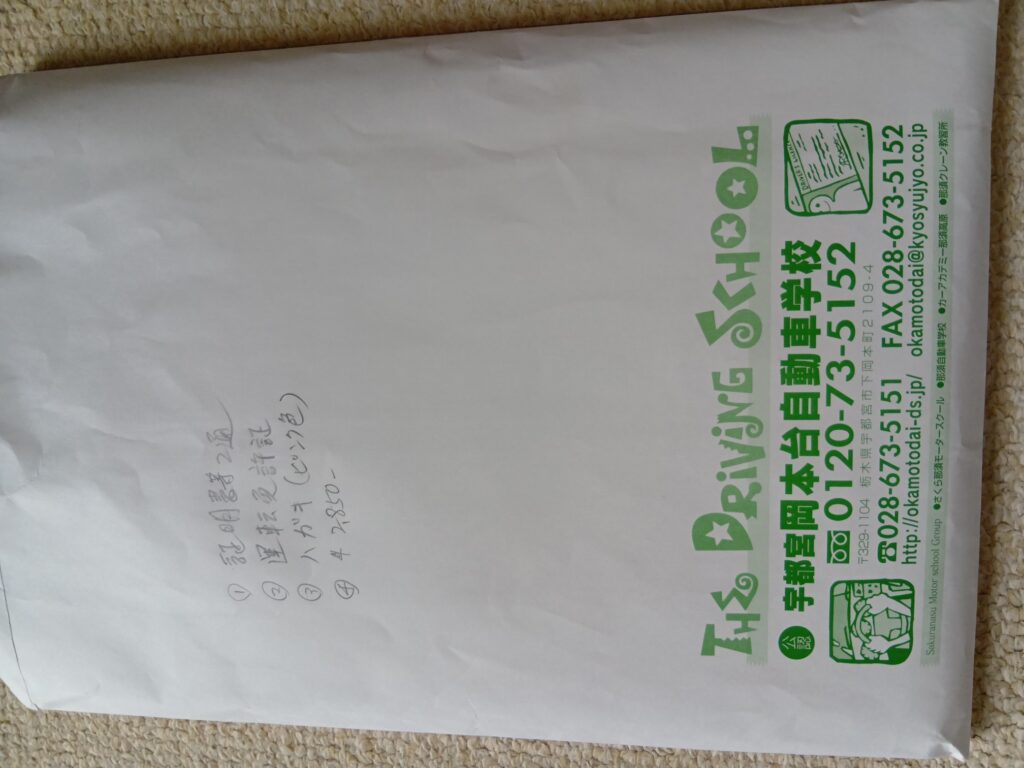 ① 証明書2通
② 運転免許証
③ ハガキ(ピンク色)
④ ¥2,850-
THE DRIVING SCHOOL
公認 宇都宮岡本台自動車学校
0120-73-5152
〒329-1104 栃木県宇都宮市下岡本町2109-4
☎028-673-5151 FAX 028-673-5152
http://okamotodai-ds.jp/ okamotodai@kyosyujyo.co.jp
Sakuranasu Motor school Group ●さくら那須モータースクール ●那須自動車学校 ●カーアカデミー那須高原 ●那須クレーン教習所